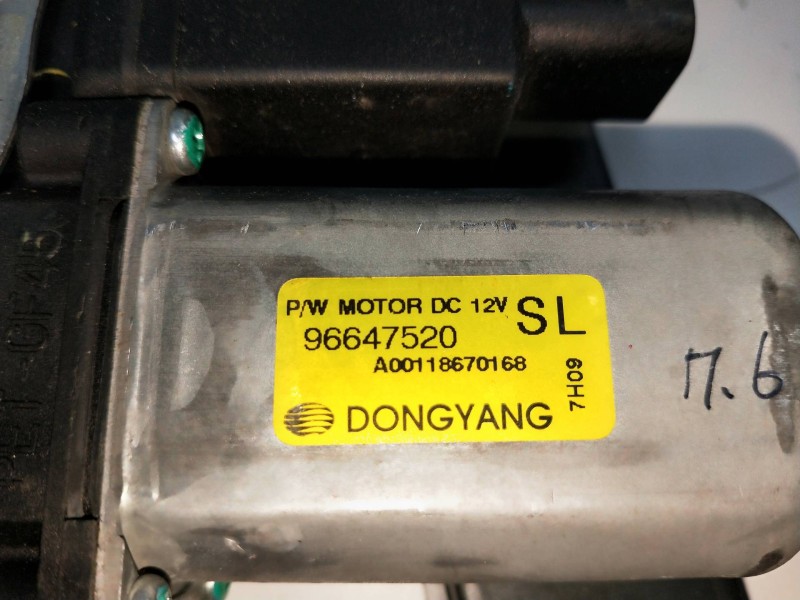 P/W MOTOR DC 12V SL
96647520
A00118670168
7H09
DONGYANG
П.6